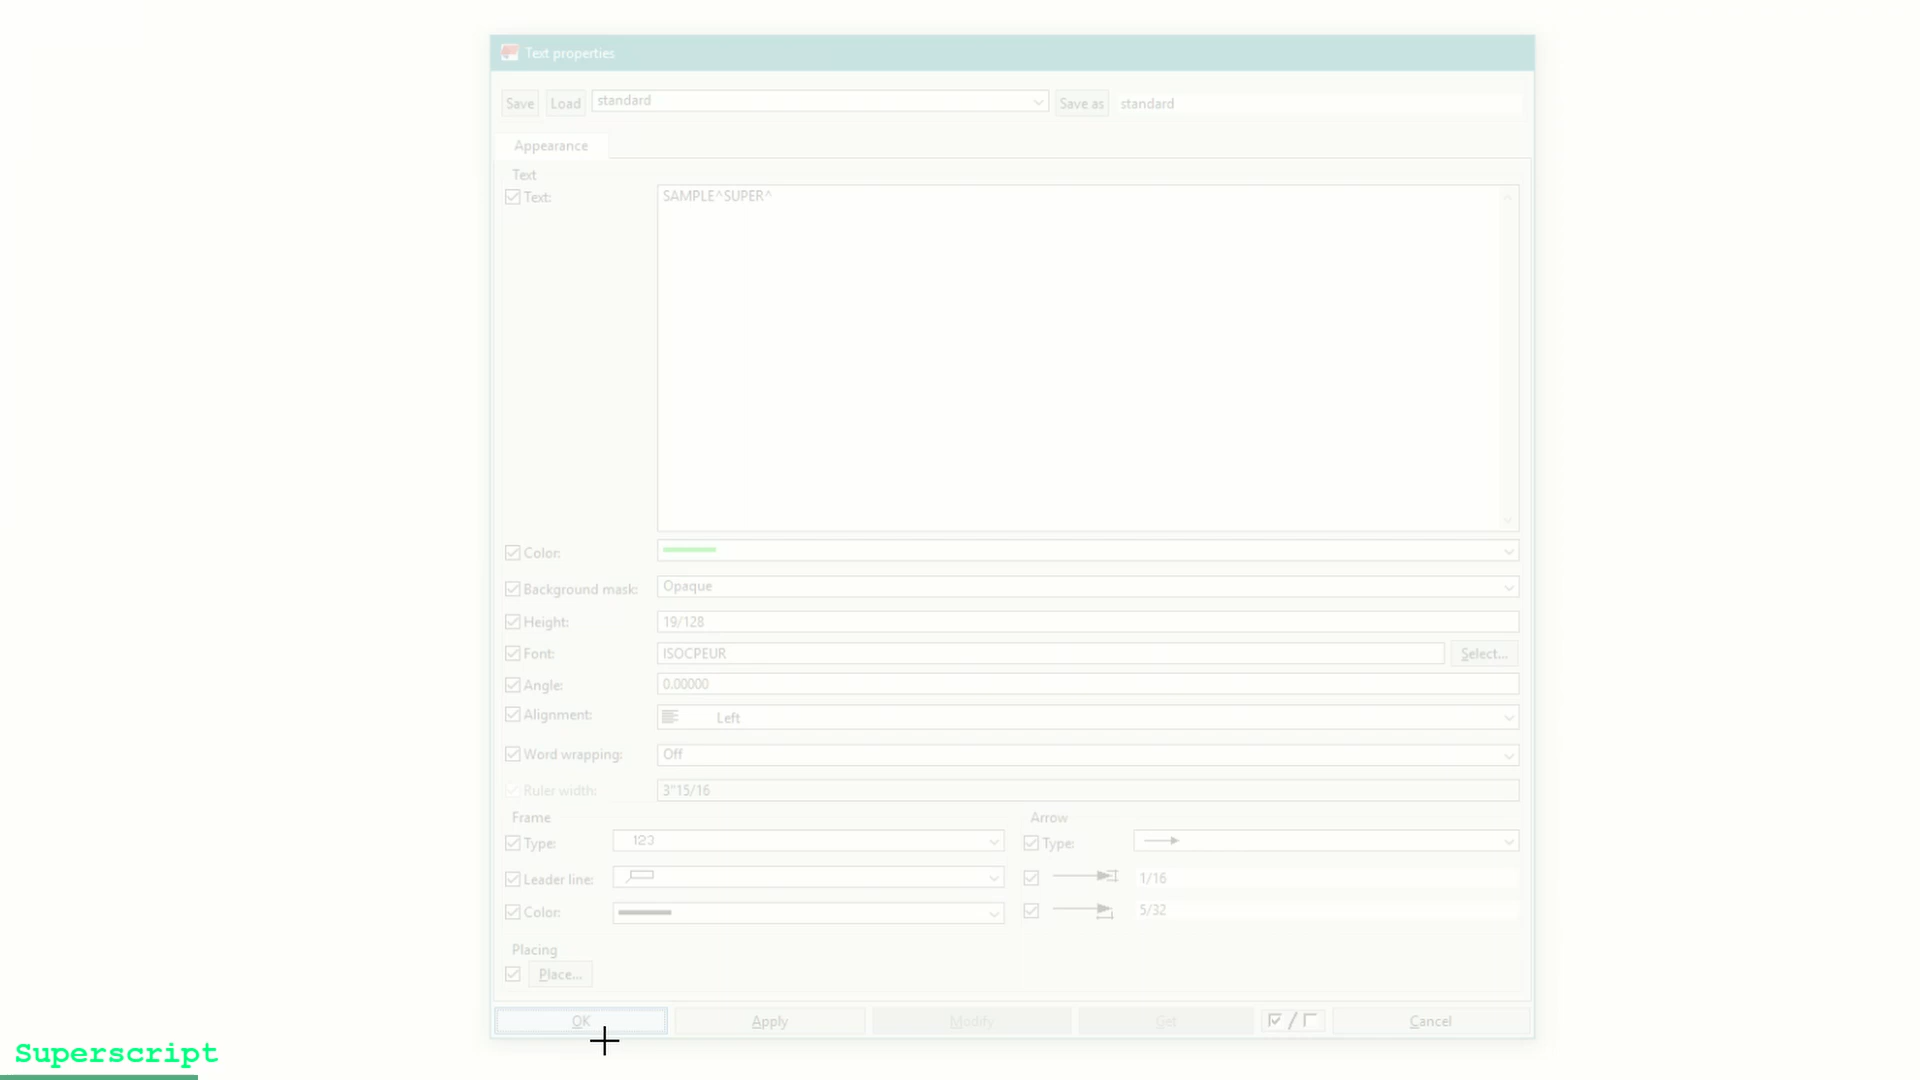 Text properties
Save Load standard Save as standard
Appearance
Text
Text: SAMPLE^SUPER^
Color:
Background mask: Opaque
Height: 19/128
Font: ISOCPEUR Select...
Angle: 0.00000
Alignment: Left
Word wrapping: Off
Ruler width: 3"15/16
Frame Arrow
Type: 123 Type:
Leader line: 1/16
Color: 5/32
Placing
Place...
OK Apply Modify Get / Cancel
Superscript